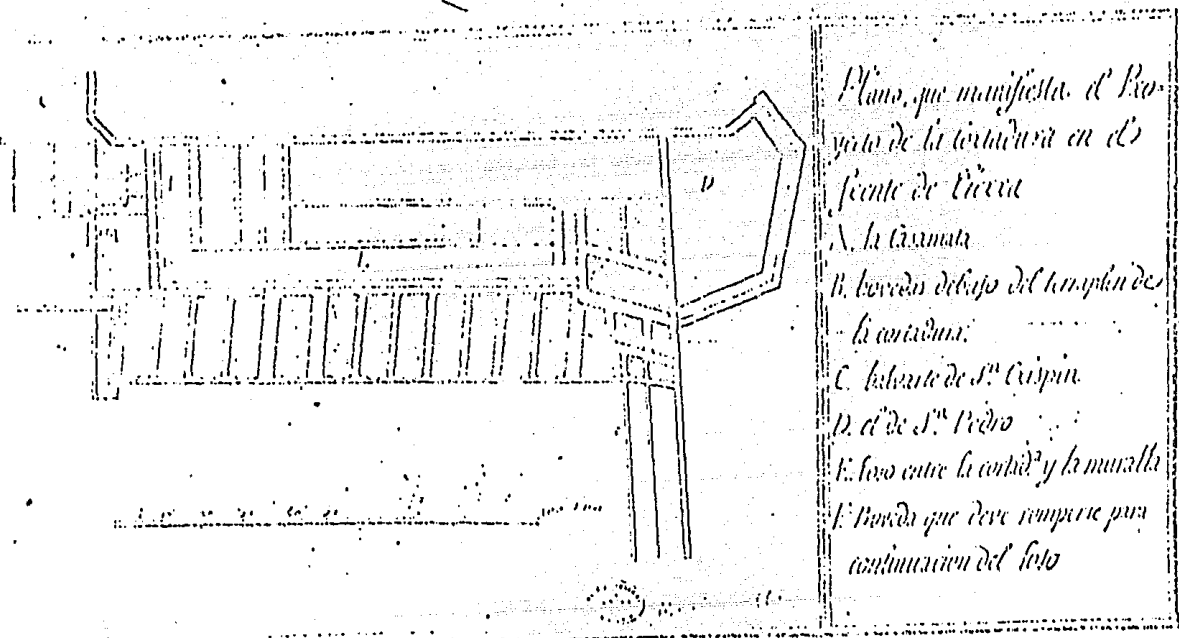 Plano, que manifiesta el Pro-
yecto de la cortadura en el
frente de Tierra
A. la Casamata
B. bovedas debajo del terraplen de
la cortadura.
C. balvarte de Sn. Crispin
D. el de Sn. Pedro
E. foso entre la cortad.a y la muralla
F. Boveda que deve romperse para
continuacion del foso
D